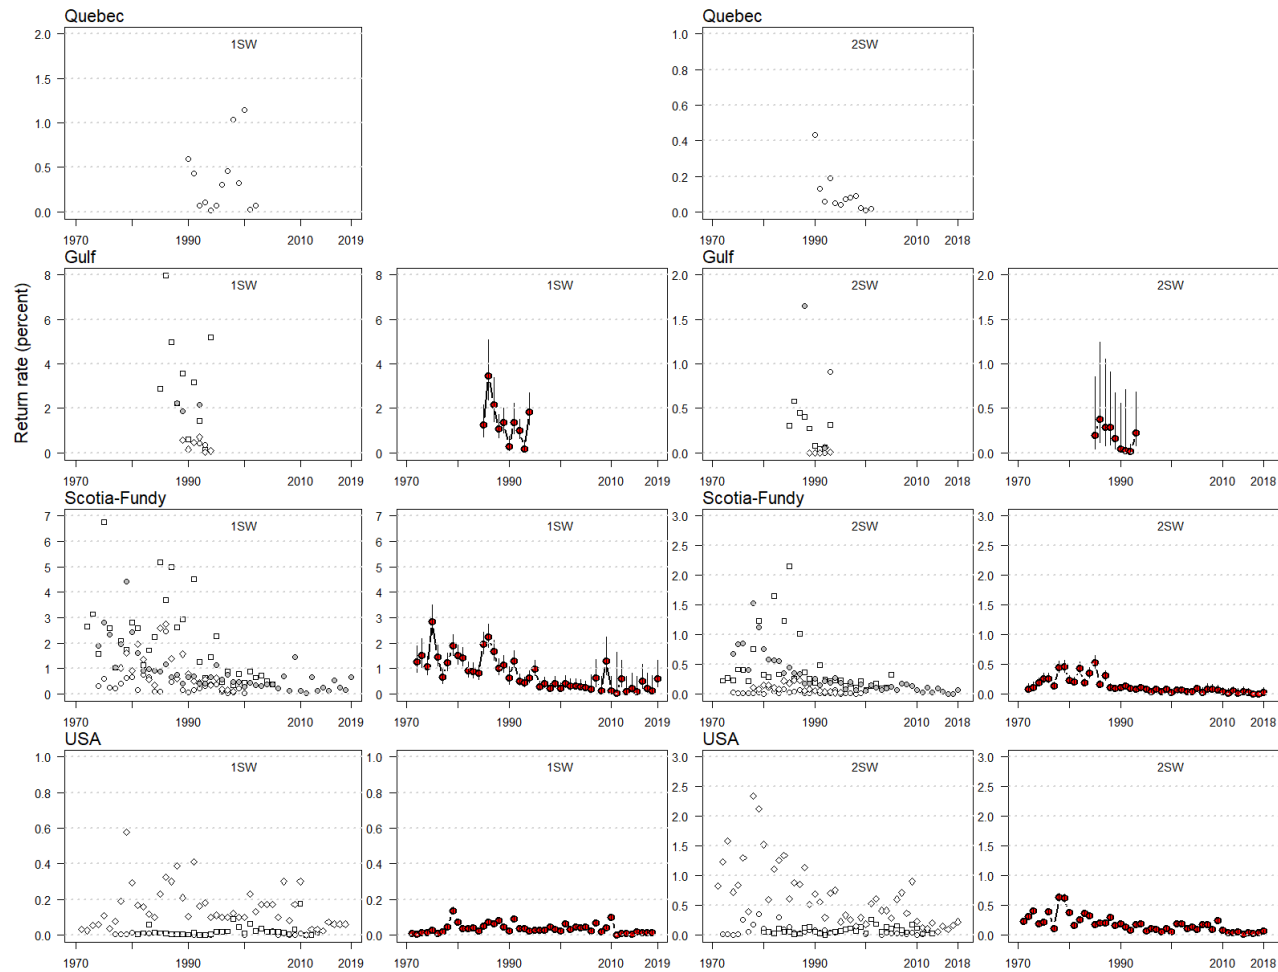 Quebec
Quebec
1SW
2.0
1.5
1.0
0.5
0.0
1970 1990 2010 2019
2SW
1.0
0.8
0.6
0.4
0.2
0.0
1970 1990 2010 2018
Return rate (percent)
Gulf
Gulf
1SW
8
6
4
2
0
1970 1990 2010 2019
1SW
8
6
4
2
0
1970 1990 2010 2019
2SW
2.0
1.5
1.0
0.5
0.0
1970 1990 2010 2018
2SW
2.0
1.5
1.0
0.5
0.0
1970 1990 2010 2018
Scotia-Fundy
Scotia-Fundy
1SW
7
6
5
4
3
2
1
0
1970 1990 2010 2019
1SW
7
6
5
4
3
2
1
0
1970 1990 2010 2019
2SW
3.0
2.5
2.0
1.5
1.0
0.5
0.0
1970 1990 2010 2018
2SW
3.0
2.5
2.0
1.5
1.0
0.5
0.0
1970 1990 2010 2018
USA
USA
1SW
1.0
0.8
0.6
0.4
0.2
0.0
1970 1990 2010 2019
1SW
1.0
0.8
0.6
0.4
0.2
0.0
1970 1990 2010 2019
2SW
3.0
2.5
2.0
1.5
1.0
0.5
0.0
1970 1990 2010 2018
2SW
3.0
2.5
2.0
1.5
1.0
0.5
0.0
1970 1990 2010 2018